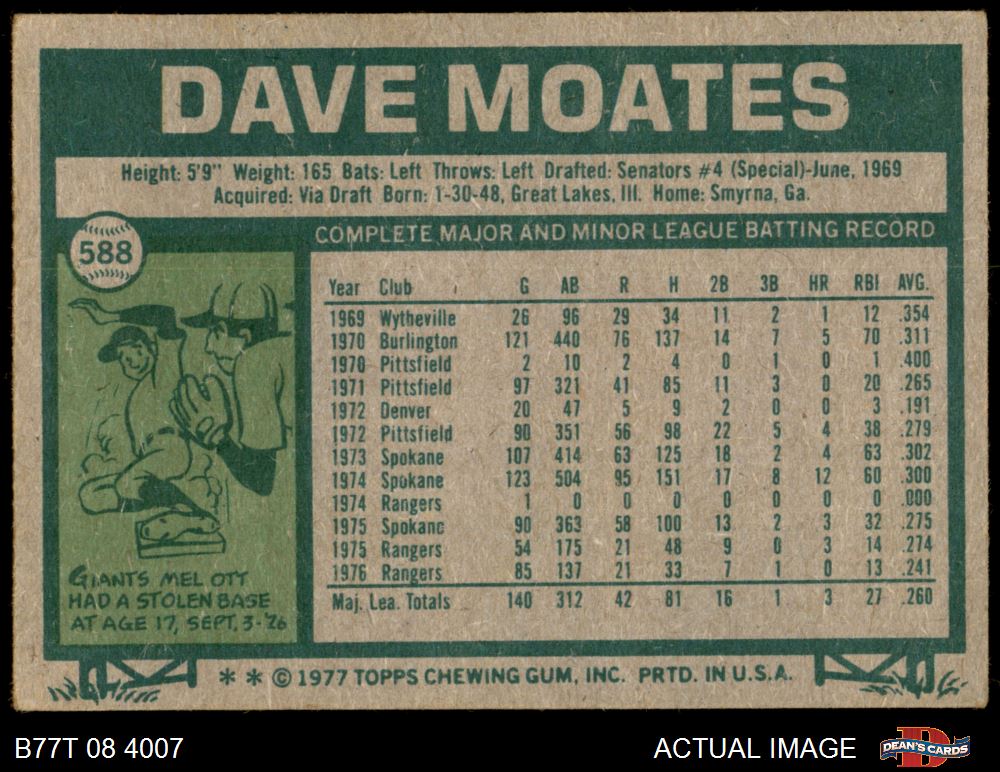 DAVE MOATES
Height: 5'9" Weight: 165 Bats: Left Throws: Left Drafted: Senators #4 (Special)-June, 1969
Acquired: Via Draft Born: 1-30-48, Great Lakes, Ill. Home: Smyrna, Ga.
588
COMPLETE MAJOR AND MINOR LEAGUE BATTING RECORD
Year Club G AB R H 2B 3B HR RBI AVG.
1969 Wytheville 26 96 29 34 11 2 1 12 .354
1970 Burlington 121 440 76 137 14 7 5 70 .311
1970 Pittsfield 2 10 2 4 0 1 0 1 .400
1971 Pittsfield 97 321 41 85 11 3 0 20 .265
1972 Denver 20 47 5 9 2 0 0 3 .191
1972 Pittsfield 90 351 56 98 22 5 4 38 .279
1973 Spokane 107 414 63 125 18 2 4 63 .302
1974 Spokane 123 504 95 151 17 8 12 60 .300
1974 Rangers 1 0 0 0 0 0 0 0 .000
1975 Spokane 90 363 58 100 13 2 3 32 .275
1975 Rangers 54 175 21 48 9 0 3 14 .274
1976 Rangers 85 137 21 33 7 1 0 13 .241
Maj. Lea. Totals 140 312 42 81 16 1 3 27 .260
GIANTS MEL OTT
HAD A STOLEN BASE
AT AGE 17, SEPT. 3-'26
* * © 1977 TOPPS CHEWING GUM, INC. PRTD. IN U.S.A.
B77T 08 4007
ACTUAL IMAGE
D
DEAN'S CARDS